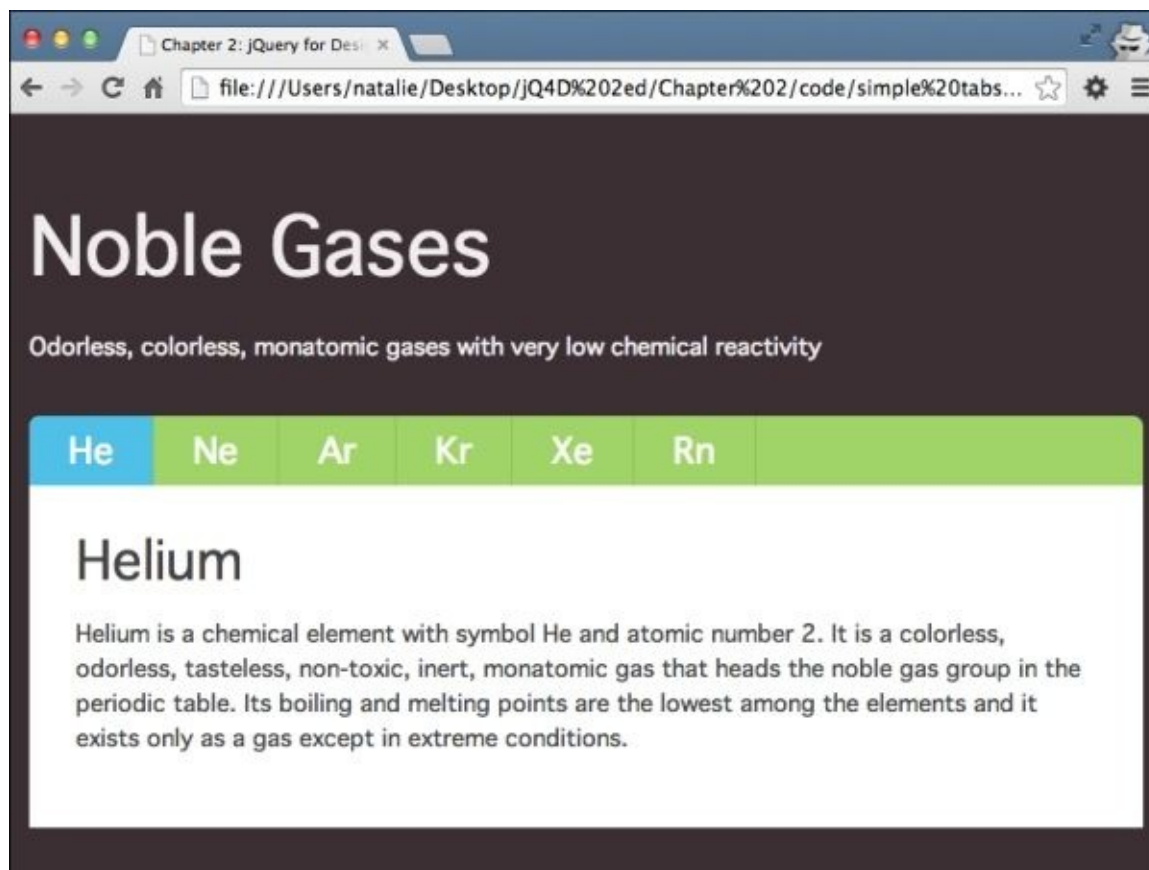 Chapter 2: jQuery for Desi
file:///Users/natalie/Desktop/jQ4D%202ed/Chapter%202/code/simple%20tabs...
Noble Gases
Odorless, colorless, monatomic gases with very low chemical reactivity
He Ne Ar Kr Xe Rn
Helium
Helium is a chemical element with symbol He and atomic number 2. It is a colorless,
odorless, tasteless, non-toxic, inert, monatomic gas that heads the noble gas group in the
periodic table. Its boiling and melting points are the lowest among the elements and it
exists only as a gas except in extreme conditions.